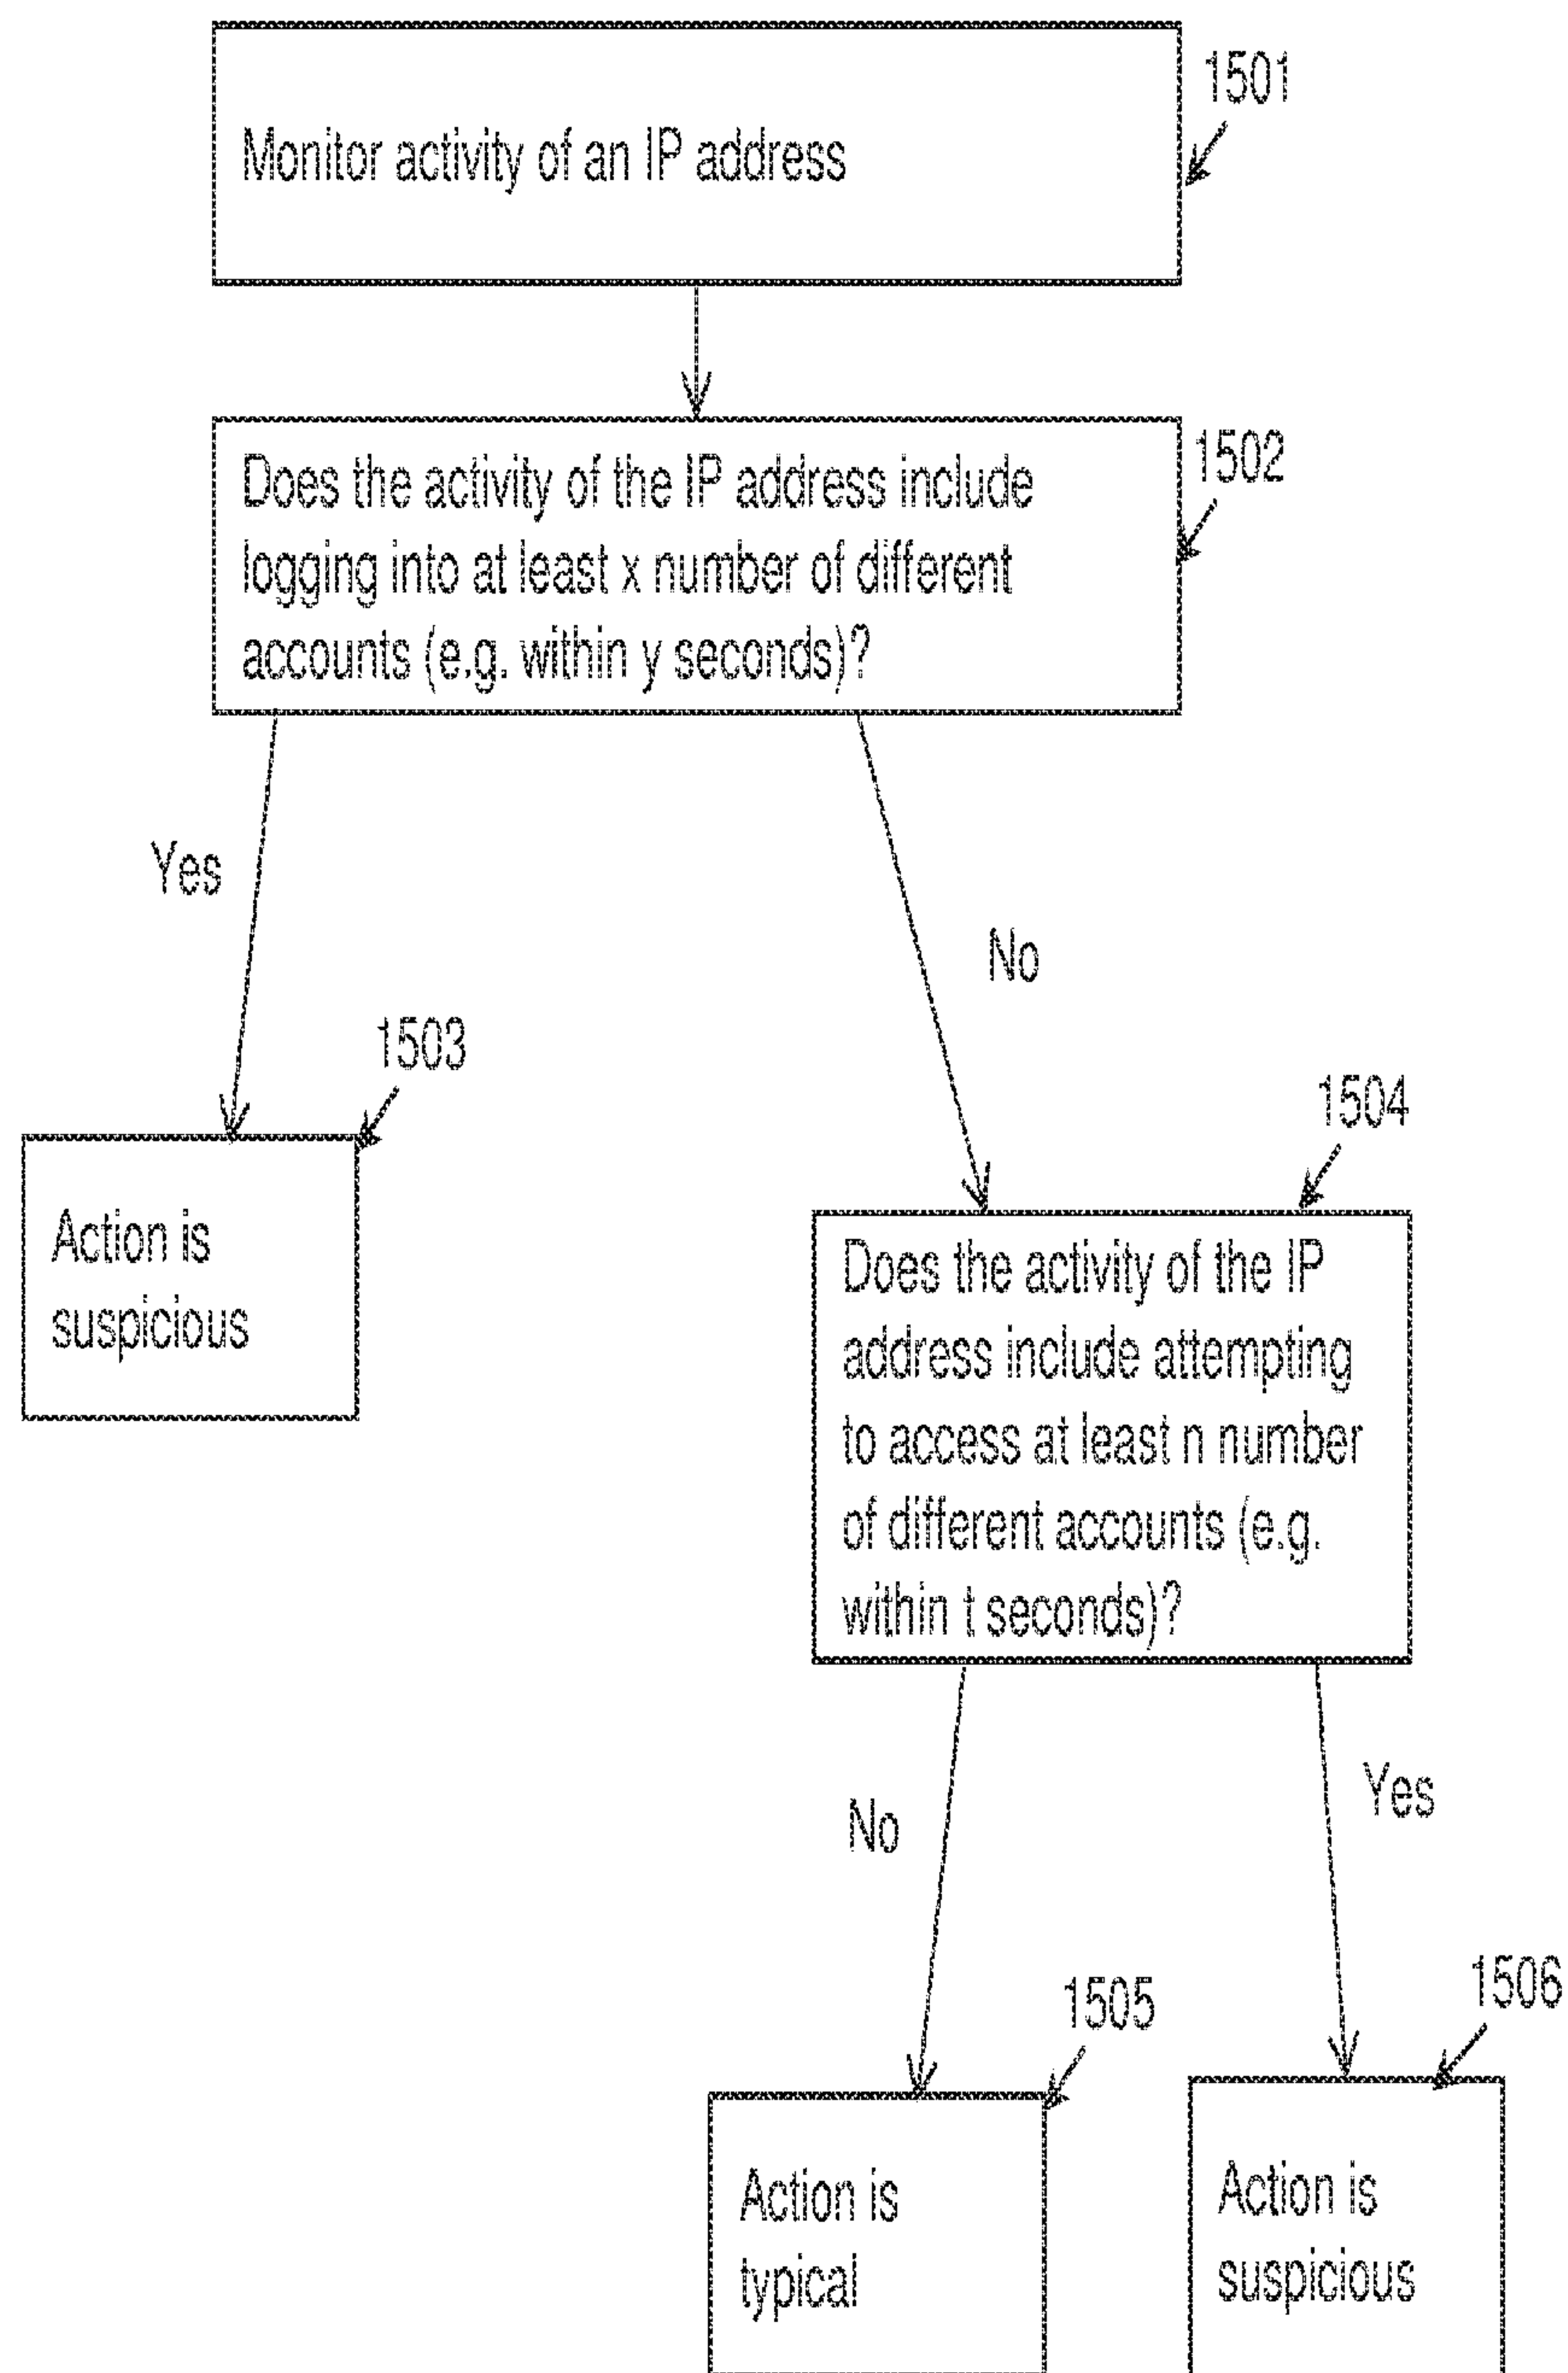 1501
Monitor activity of an IP address
1502
Does the activity of the IP address include
logging into at least x number of different
accounts (e.g. within y seconds)?
Yes
No
1503
Action is
suspicious
1504
Does the activity of the IP
address include attempting
to access at least n number
of different accounts (e.g.
within t seconds)?
No
Yes
1505
Action is
typical
1506
Action is
suspicious